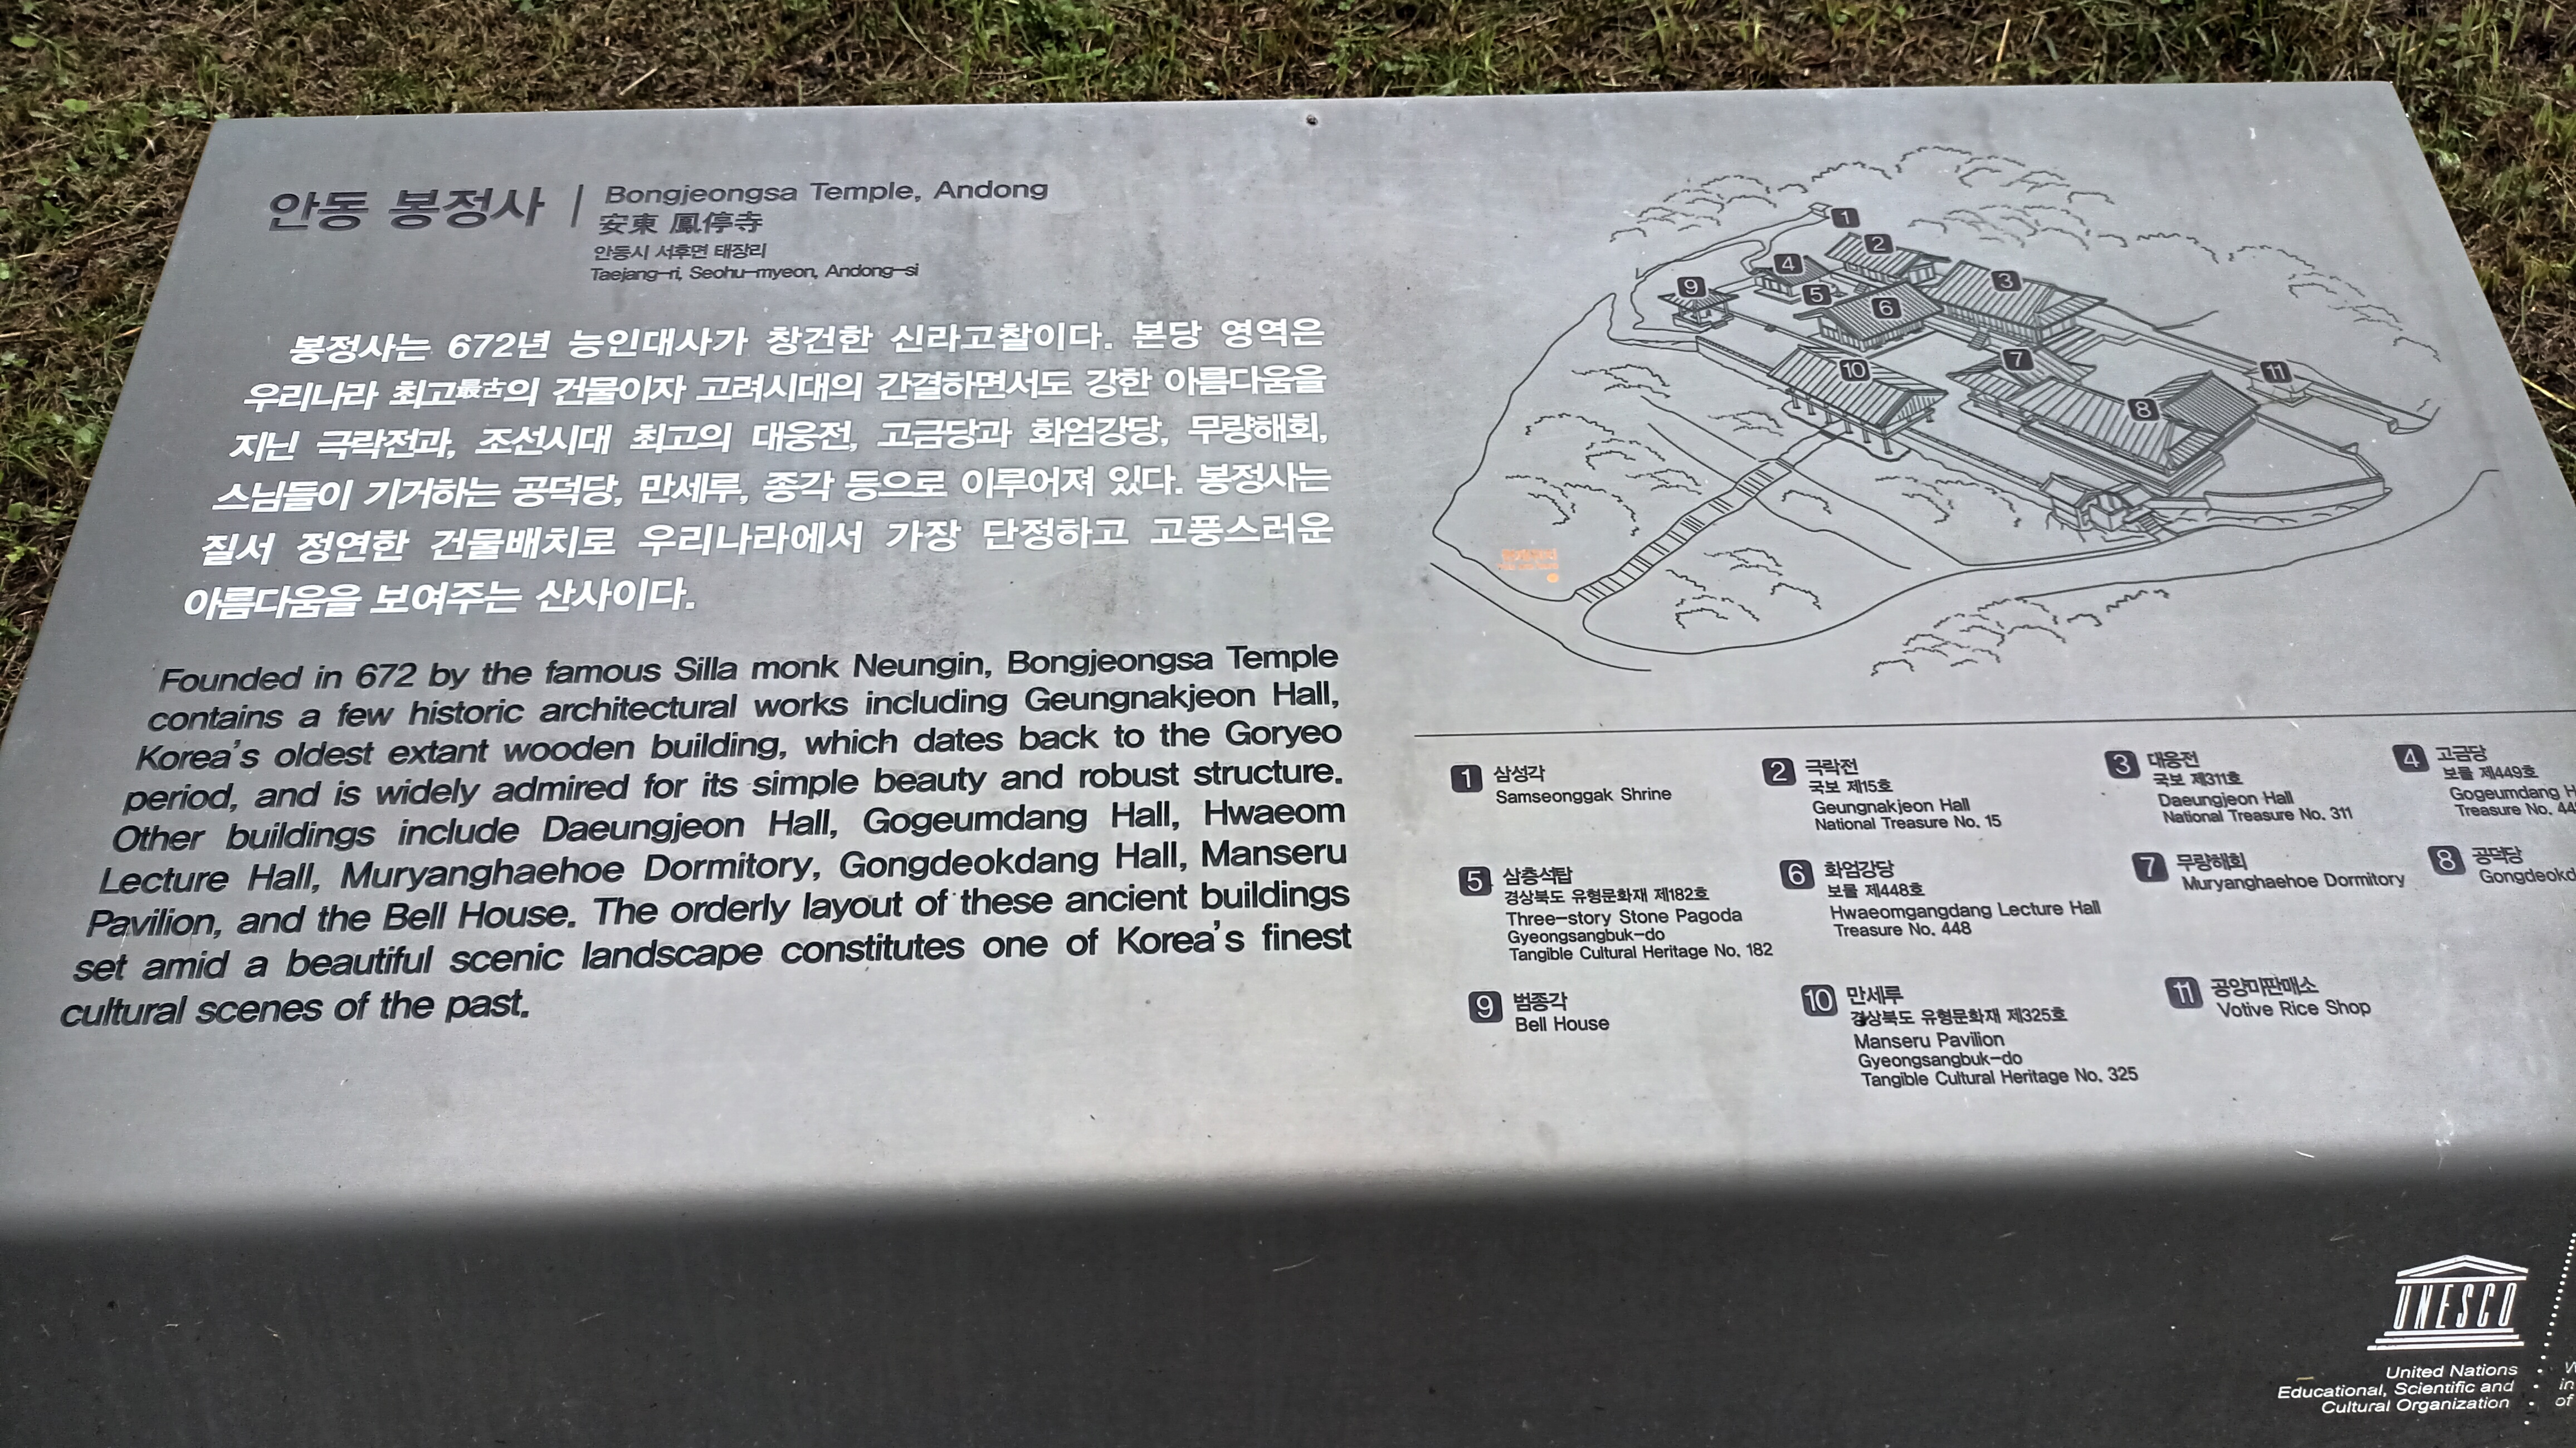 안동 봉정사
Bongjeongsa Temple, Andong
安東 鳳停寺
안동시 서후면 태장리
Taejang-ri, Seohu-myeon, Andong-si
봉정사는 672년 능인대사가 창건한 신라고찰이다. 본당 영역은
우리나라 최고最古의 건물이자 고려시대의 간결하면서도 강한 아름다움을
지닌 극락전과, 조선시대 최고의 대웅전, 고금당과 화엄강당, 무량해회,
스님들이 기거하는 공덕당, 만세루, 종각 등으로 이루어져 있다. 봉정사는
질서 정연한 건물배치로 우리나라에서 가장 단정하고 고풍스러운
아름다움을 보여주는 산사이다.
Founded in 672 by the famous Silla monk Neungin, Bongjeongsa Temple
contains a few historic architectural works including Geungnakjeon Hall,
Korea's oldest extant wooden building, which dates back to the Goryeo
period, and is widely admired for its simple beauty and robust structure.
Other buildings include Daeungjeon Hall, Gogeumdang Hall, Hwaeom
Lecture Hall, Muryanghaehoe Dormitory, Gongdeokdang Hall, Manseru
Pavilion, and the Bell House. The orderly layout of these ancient buildings
set amid a beautiful scenic landscape constitutes one of Korea's finest
cultural scenes of the past.
1
2
3
4
5
6
7
8
9
10
11
1 삼성각
Samseonggak Shrine
2 극락전
국보 제15호
Geungnakjeon Hall
National Treasure No. 15
3 대웅전
국보 제311호
Daeungjeon Hall
National Treasure No. 311
4 고금당
보물 제449호
Gogeumdang H
Treasure No. 44
5 삼층석탑
경상북도 유형문화재 제182호
Three-story Stone Pagoda
Gyeongsangbuk-do
Tangible Cultural Heritage No. 182
6 화엄강당
보물 제448호
Hwaeomgangdang Lecture Hall
Treasure No. 448
7 무량해회
Muryanghaehoe Dormitory
8 공덕당
Gongdeokd
9 범종각
Bell House
10 만세루
경상북도 유형문화재 제325호
Manseru Pavilion
Gyeongsangbuk-do
Tangible Cultural Heritage No. 325
11 공양미판매소
Votive Rice Shop
UNESCO
United Nations
Educational, Scientific and
Cultural Organization
in
of